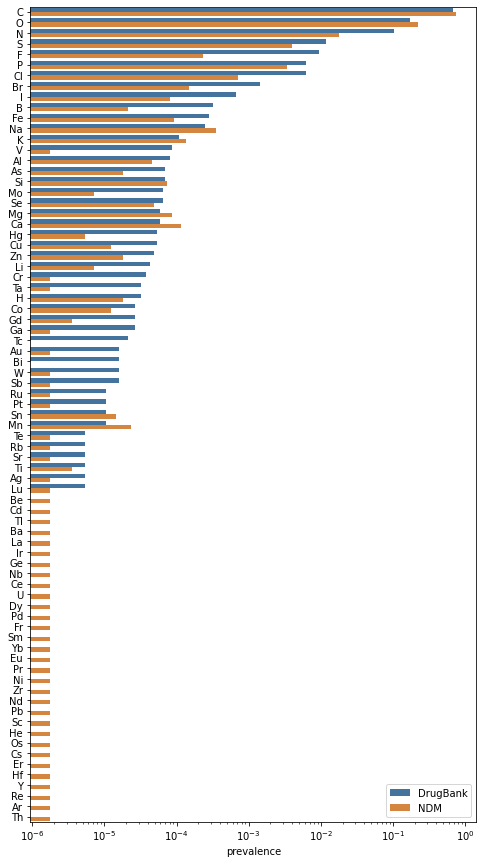 C
O
N
S
F
P
Cl
Br
I
B
Fe
Na
K
V
Al
As
Si
Mo
Se
Mg
Ca
Hg
Cu
Zn
Li
Cr
Ta
H
Co
Gd
Ga
Tc
Au
Bi
W
Sb
Ru
Pt
Sn
Mn
Te
Rb
Sr
Ti
Ag
Lu
Be
Cd
Tl
Ba
La
Ir
Ge
Nb
Ce
U
Dy
Pd
Fr
Sm
Yb
Eu
Pr
Ni
Zr
Nd
Pb
Sc
He
Os
Cs
Er
Hf
Y
Re
Ar
Th
DrugBank
NDM
10⁻⁶ 10⁻⁵ 10⁻⁴ 10⁻³ 10⁻² 10⁻¹ 10⁰
prevalence